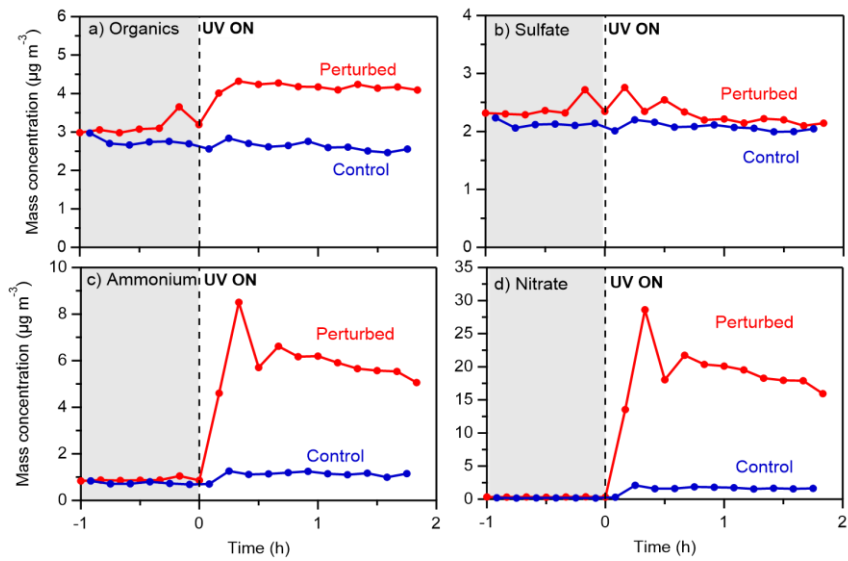 a) Organics
UV ON
Perturbed
Control
Mass concentration (µg m⁻³)
6
5
4
3
2
1
0
b) Sulfate
UV ON
Perturbed
Control
4
3
2
1
0
c) Ammonium
UV ON
Perturbed
Control
Mass concentration (µg m⁻³)
10
8
6
4
2
0
-1
0
1
2
Time (h)
d) Nitrate
UV ON
Perturbed
Control
35
30
25
20
15
10
5
0
-1
0
1
2
Time (h)